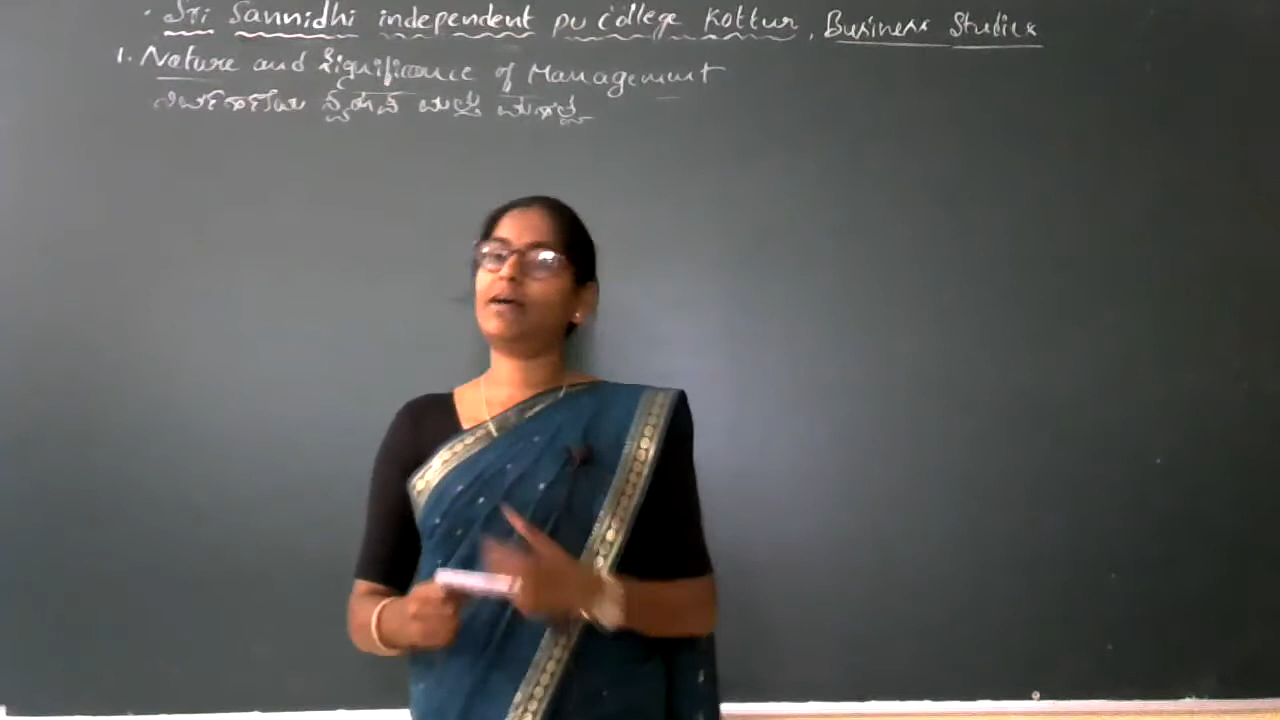 Sri Sannidhi independent pu College Kottur, Business Studies
1. Nature and Significance of Management
ನಿರ್ವಹಣೆಯ ಸ್ವರೂಪ ಮತ್ತು ಮಹತ್ವ